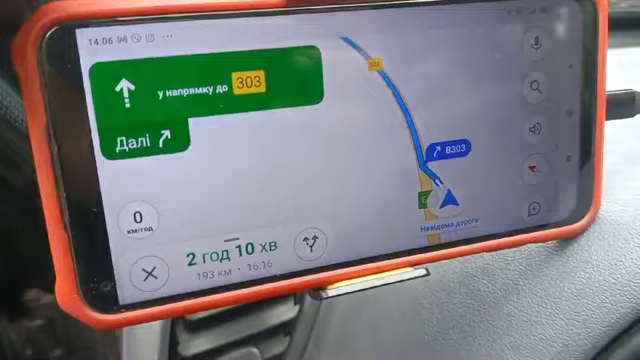 14:06
у напрямку до 303
Далі
303
B303
0
км/год
Невідома дорога
2 год 10 хв
193 км • 16:16